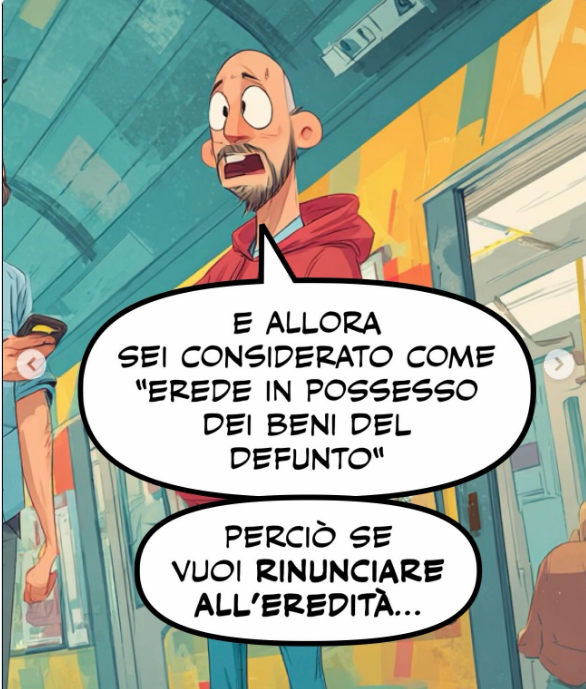 E ALLORA
SEI CONSIDERATO COME
"EREDE IN POSSESSO
DEI BENI DEL
DEFUNTO"
PERCIÒ SE
VUOI RINUNCIARE
ALL'EREDITÀ...